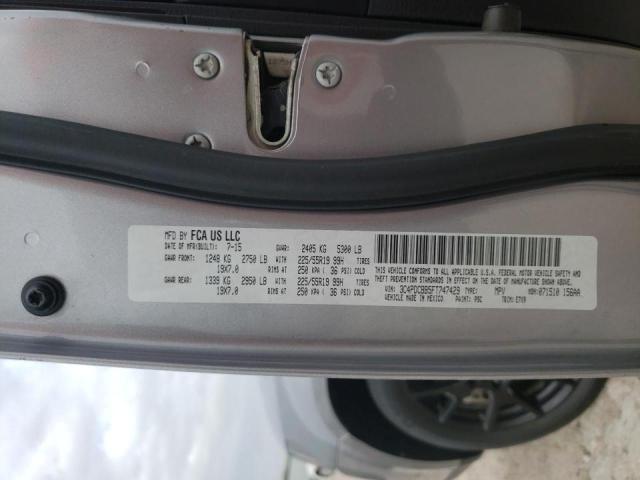 MFD BY FCA US LLC
DATE OF MFR(BUILT): 7-15 GVWR: 2405 KG 5300 LB
GAWR FRONT: 1248 KG 2750 LB WITH 225/55R19 99H TIRES
19X7.0 RIMS AT 250 KPA ( 36 PSI) COLD
GAWR REAR: 1339 KG 2950 LB WITH 225/55R19 99H TIRES
19X7.0 RIMS AT 250 KPA ( 36 PSI) COLD
THIS VEHICLE CONFORMS TO ALL APPLICABLE U.S.A. FEDERAL MOTOR VEHICLE SAFETY AND
THEFT PREVENTION STANDARDS IN EFFECT ON THE DATE OF MANUFACTURE SHOWN ABOVE.
VIN: 3C4PDCBB5FT747429 TYPE: MPV MDH: 071510 156AA
VEHICLE MADE IN MEXICO. PAINT: PSC TRIM: